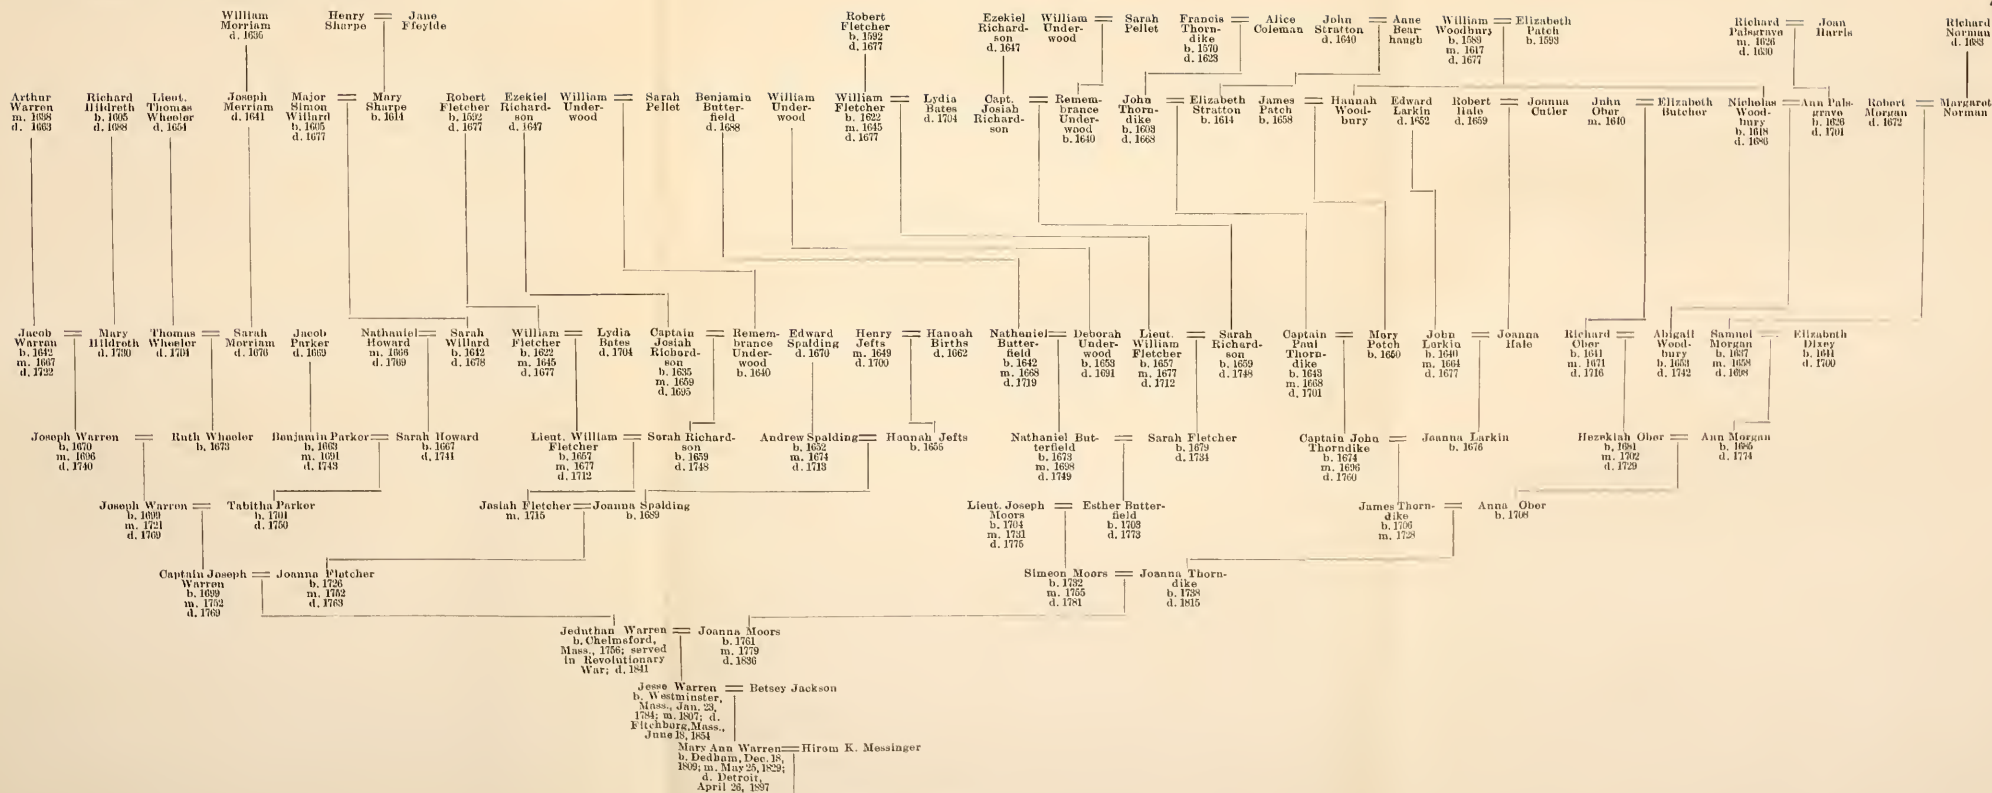 William
Merriam
d. 1636
Henry
Sharpe
Jane
Ffeylde
Robert
Fletcher
b. 1592
d. 1677
Ezekiel
Richard-
son
d. 1647
William
Under-
wood
Sarah
Pellet
Francis
Thorn-
dike
b. 1570
d. 1623
Alice
Coleman
John
Stratton
d. 1640
Anne
Bear-
haugh
William
Woodbury
b. 1589
m. 1617
d. 1677
Elizabeth
Patch
b. 1593
Richard
Palsgrave
m. 1626
d. 1630
Joan
Harris
Richard
Norman
d. 1683
Arthur
Warren
m. 1638
d. 1663
Richard
Hildreth
b. 1605
d. 1688
Lieut.
Thomas
Wheeler
d. 1654
Joseph
Merriam
d. 1641
Major
Simon
Willard
b. 1605
d. 1677
Mary
Sharpe
b. 1614
Robert
Fletcher
b. 1592
d. 1677
Ezekiel
Richard-
son
d. 1647
William
Under-
wood
Sarah
Pellet
Benjamin
Butter-
field
d. 1688
William
Under-
wood
William
Fletcher
b. 1622
m. 1645
d. 1677
Lydia
Bates
d. 1704
Capt.
Josiah
Richard-
son
Remem-
brance
Under-
wood
b. 1640
John
Thorn-
dike
b. 1603
d. 1668
Elizabeth
Stratton
b. 1614
James
Patch
b. 1658
Hannah
Wood-
bury
Edward
Larkin
d. 1652
Robert
Hale
d. 1659
Joanna
Cutler
John
Ober
m. 1640
Elizabeth
Butcher
Nicholas
Wood-
bury
b. 1618
d. 1686
Ann Pals-
grave
b. 1626
d. 1701
Robert
Morgan
d. 1672
Margaret
Norman
Jacob
Warren
b. 1642
m. 1667
d. 1722
Mary
Hildreth
d. 1730
Thomas
Wheeler
d. 1704
Sarah
Merriam
d. 1676
Jacob
Parker
d. 1669
Nathaniel
Howard
m. 1666
d. 1769
Sarah
Willard
b. 1642
d. 1678
William
Fletcher
b. 1622
m. 1645
d. 1677
Lydia
Bates
d. 1704
Captain
Josiah
Richard-
son
b. 1635
m. 1659
d. 1695
Remem-
brance
Under-
wood
b. 1640
Edward
Spalding
d. 1670
Henry
Jefts
m. 1649
d. 1700
Hannah
Births
d. 1662
Nathaniel
Butter-
field
b. 1642
m. 1668
d. 1719
Deborah
Under-
wood
b. 1653
d. 1691
Lieut.
William
Fletcher
b. 1657
m. 1677
d. 1712
Sarah
Richard-
son
b. 1659
d. 1748
Captain
Paul
Thorn-
dike
b. 1643
m. 1668
d. 1701
Mary
Patch
b. 1650
John
Larkin
b. 1640
m. 1664
d. 1677
Joanna
Hale
Richard
Ober
b. 1641
m. 1671
d. 1716
Abigail
Wood-
bury
b. 1653
d. 1742
Samuel
Morgan
b. 1637
m. 1658
d. 1698
Elizabeth
Dixey
b. 1641
d. 1700
Joseph Warren
b. 1670
m. 1696
d. 1740
Ruth Wheeler
b. 1673
Benjamin Parker
b. 1663
m. 1691
d. 1743
Sarah Howard
b. 1667
d. 1741
Lieut. William
Fletcher
b. 1657
m. 1677
d. 1712
Sarah Richard-
son
b. 1659
d. 1748
Andrew Spalding
b. 1652
m. 1674
d. 1713
Hannah Jefts
b. 1655
Nathaniel But-
terfield
b. 1673
m. 1698
d. 1749
Sarah Fletcher
b. 1679
d. 1734
Captain John
Thorndike
b. 1674
m. 1696
d. 1760
Joanna Larkin
b. 1676
Hezekiah Ober
b. 1681
m. 1702
d. 1729
Ann Morgan
b. 1685
d. 1774
Joseph Warren
b. 1699
m. 1721
d. 1769
Tabitha Parker
b. 1701
d. 1750
Josiah Fletcher
m. 1715
Joanna Spalding
b. 1689
Lieut. Joseph
Moors
b. 1704
m. 1731
d. 1775
Esther Butter-
field
b. 1703
d. 1773
James Thorn-
dike
b. 1706
m. 1728
Anna Ober
b. 1708
Captain Joseph
Warren
b. 1699
m. 1752
d. 1769
Joanna Fletcher
b. 1726
m. 1752
d. 1763
Simeon Moors
b. 1732
m. 1755
d. 1781
Joanna Thorn-
dike
b. 1738
d. 1815
Jeduthan Warren
b. Chelmsford,
Mass., 1756; served
in Revolutionary
War; d. 1841
Joanna Moors
b. 1761
m. 1779
d. 1836
Jesse Warren
b. Westminster,
Mass., Jan. 23,
1784; m. 1807; d.
Fitchburg, Mass.,
June 18, 1854
Betsey Jackson
Mary Ann Warren
b. Dedham, Dec. 18,
1809; m. May 25, 1829;
d. Detroit,
April 26, 1897
Hiram K. Messinger